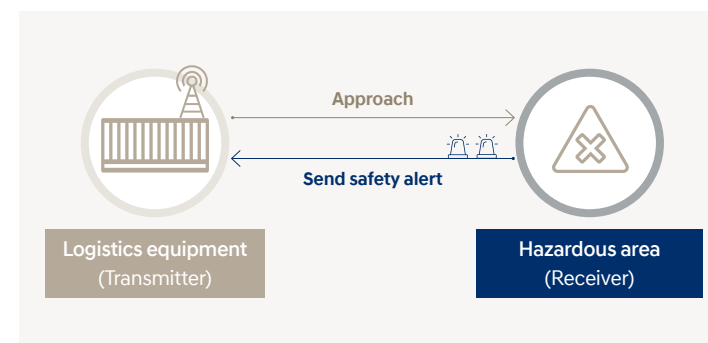 Approach
Send safety alert
Logistics equipment
(Transmitter)
Hazardous area
(Receiver)